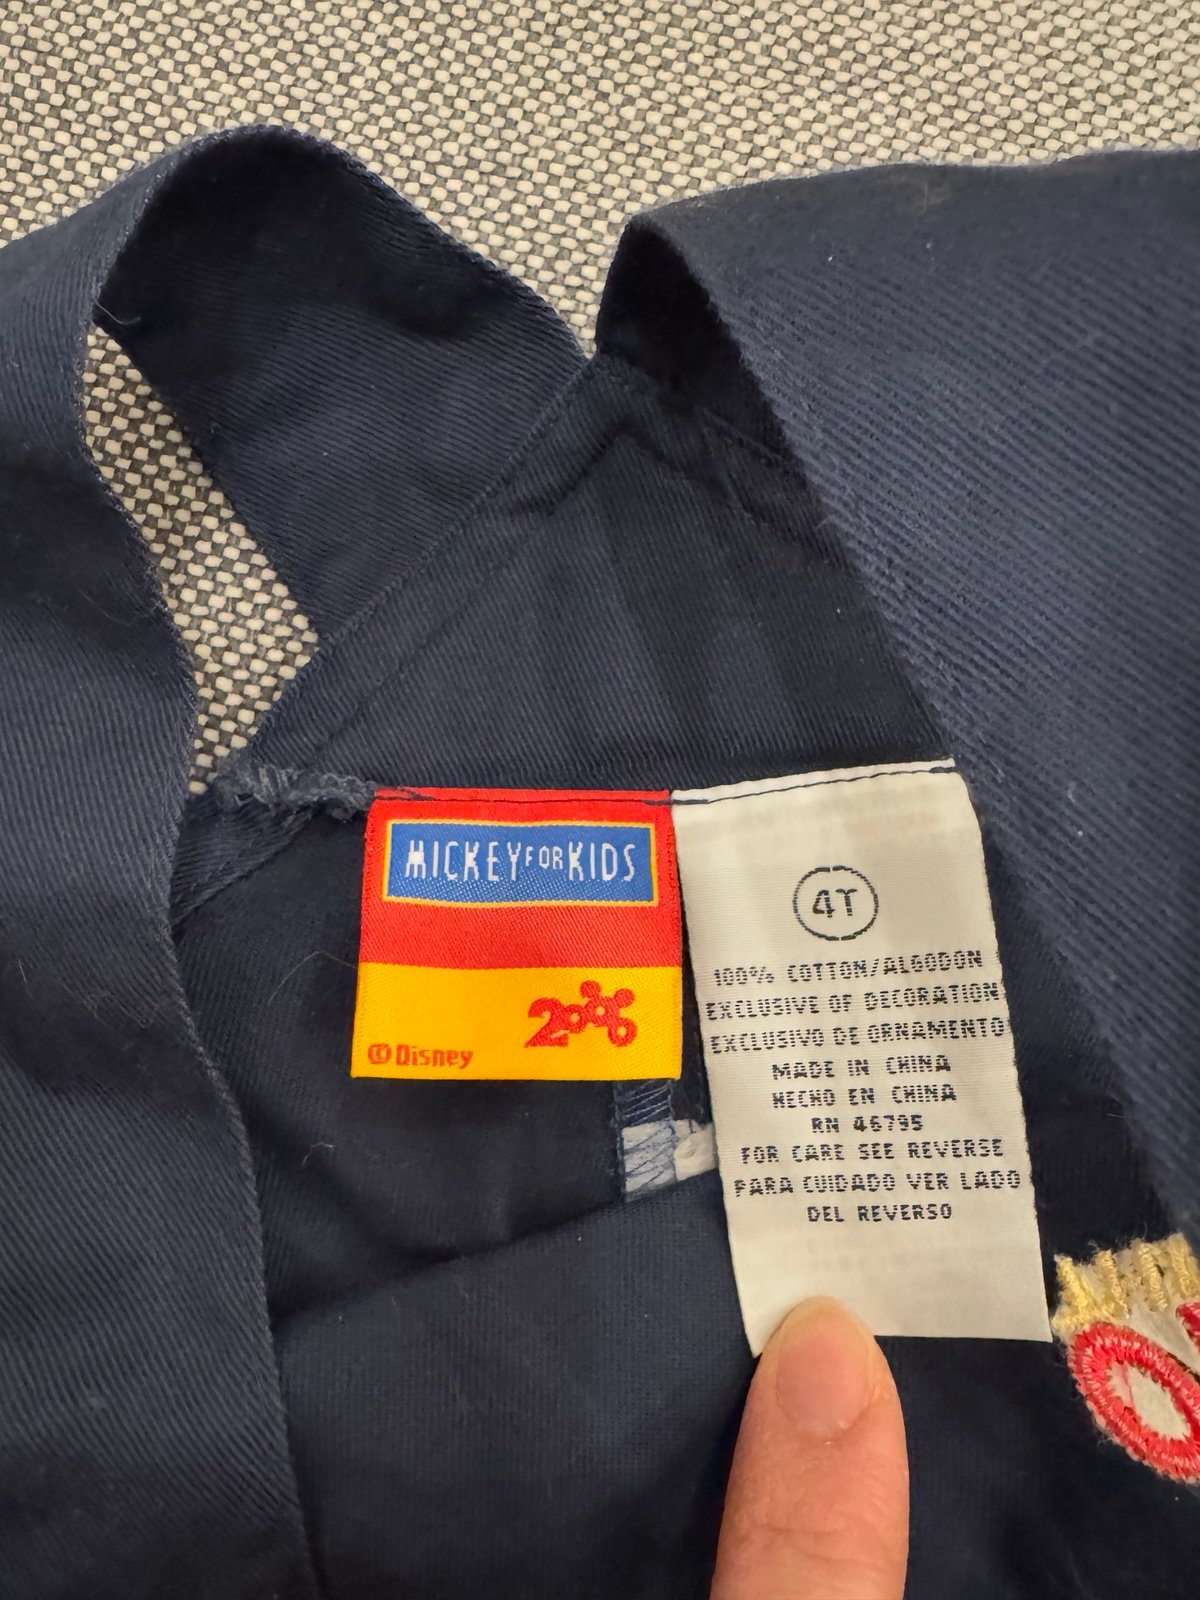 MICKEY FOR KIDS
2000
© Disney
4T
100% COTTON/ALGODON
EXCLUSIVE OF DECORATION
EXCLUSIVO DE ORNAMENTO
MADE IN CHINA
HECHO EN CHINA
RN 46795
FOR CARE SEE REVERSE
PARA CUIDADO VER LADO
DEL REVERSO